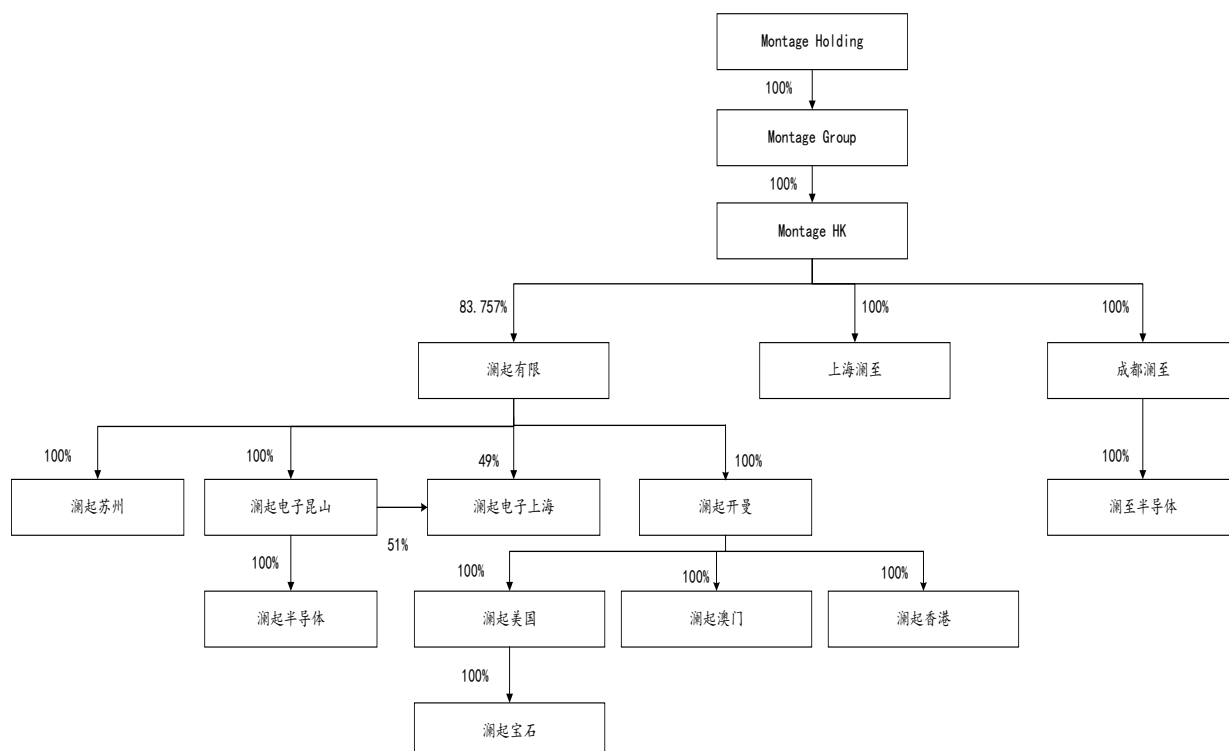 Montage Holding
100%
Montage Group
100%
Montage HK
83.757%
100%
100%
澜起有限
上海澜至
成都澜至
100%
100%
49%
100%
100%
澜起苏州
澜起电子昆山
澜起电子上海
澜起开曼
澜至半导体
51%
100%
100%
100%
100%
澜起半导体
澜起美国
澜起澳门
澜起香港
100%
澜起宝石